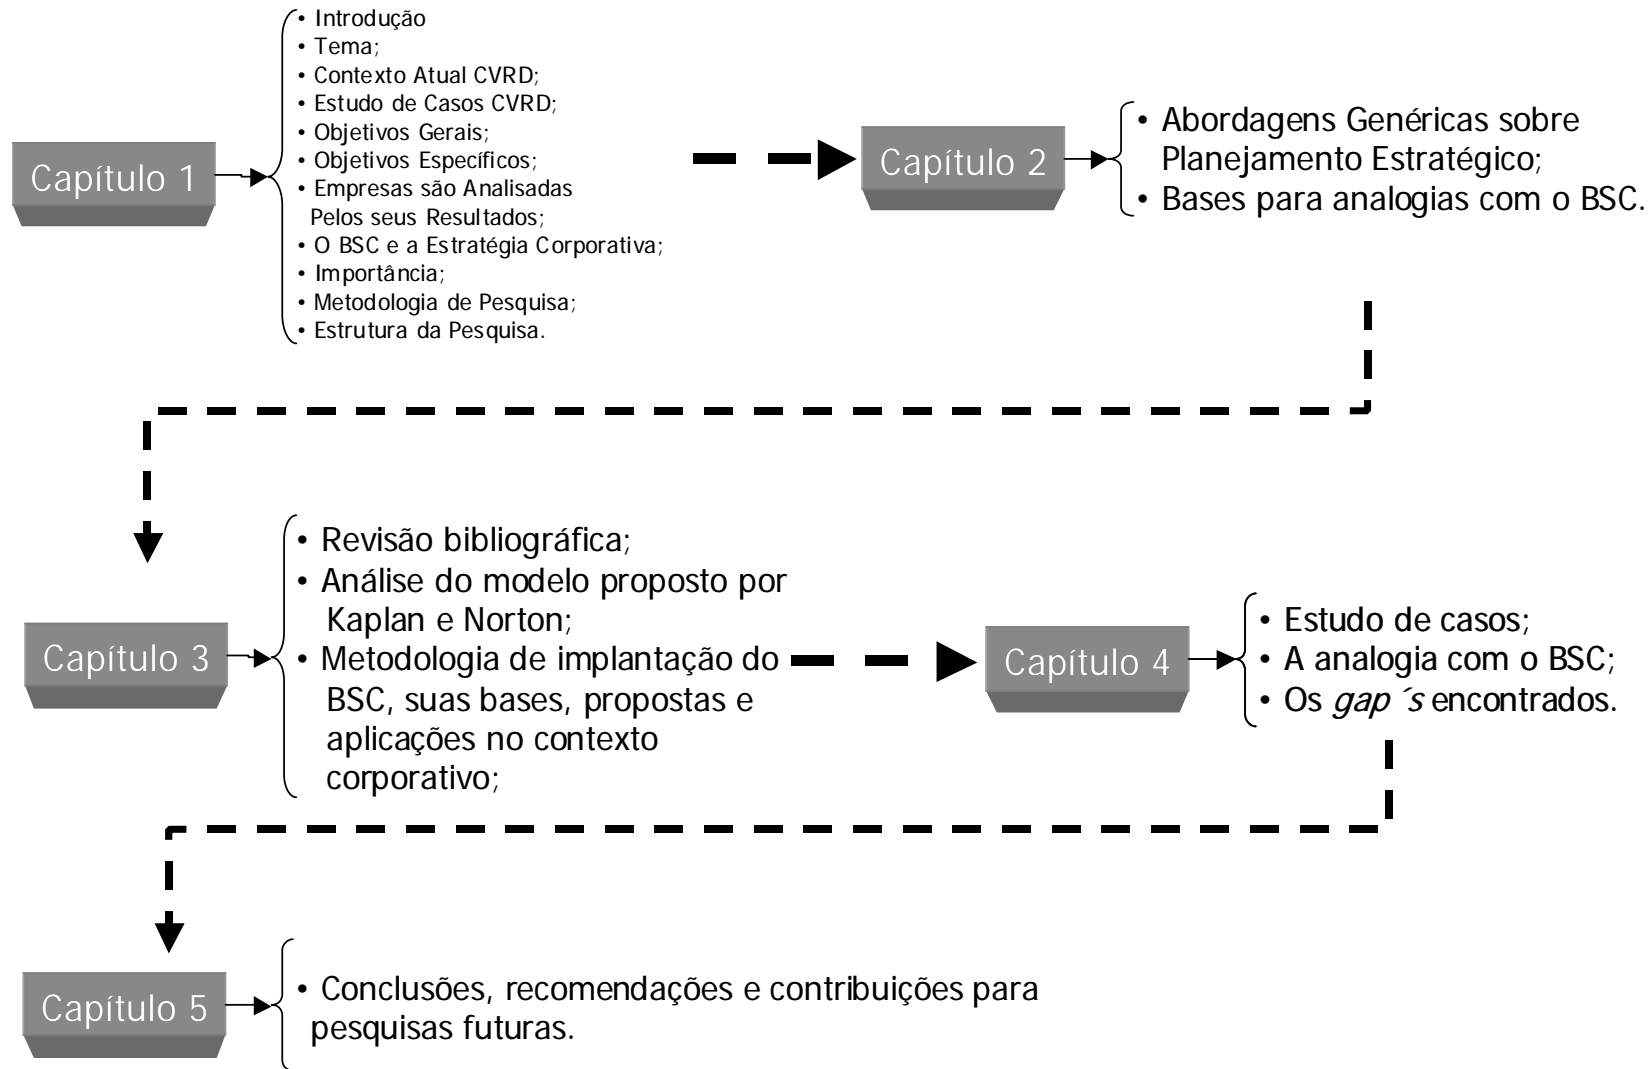 Capítulo 1
• Introdução
• Tema;
• Contexto Atual CVRD;
• Estudo de Casos CVRD;
• Objetivos Gerais;
• Objetivos Específicos;
• Empresas são Analisadas
Pelos seus Resultados;
• O BSC e a Estratégia Corporativa;
• Importância;
• Metodologia de Pesquisa;
• Estrutura da Pesquisa.
Capítulo 2
• Abordagens Genéricas sobre
Planejamento Estratégico;
• Bases para analogias com o BSC.
Capítulo 3
• Revisão bibliográfica;
• Análise do modelo proposto por
Kaplan e Norton;
• Metodologia de implantação do
BSC, suas bases, propostas e
aplicações no contexto
corporativo;
Capítulo 4
• Estudo de casos;
• A analogia com o BSC;
• Os gap ´s encontrados.
Capítulo 5
• Conclusões, recomendações e contribuições para
pesquisas futuras.